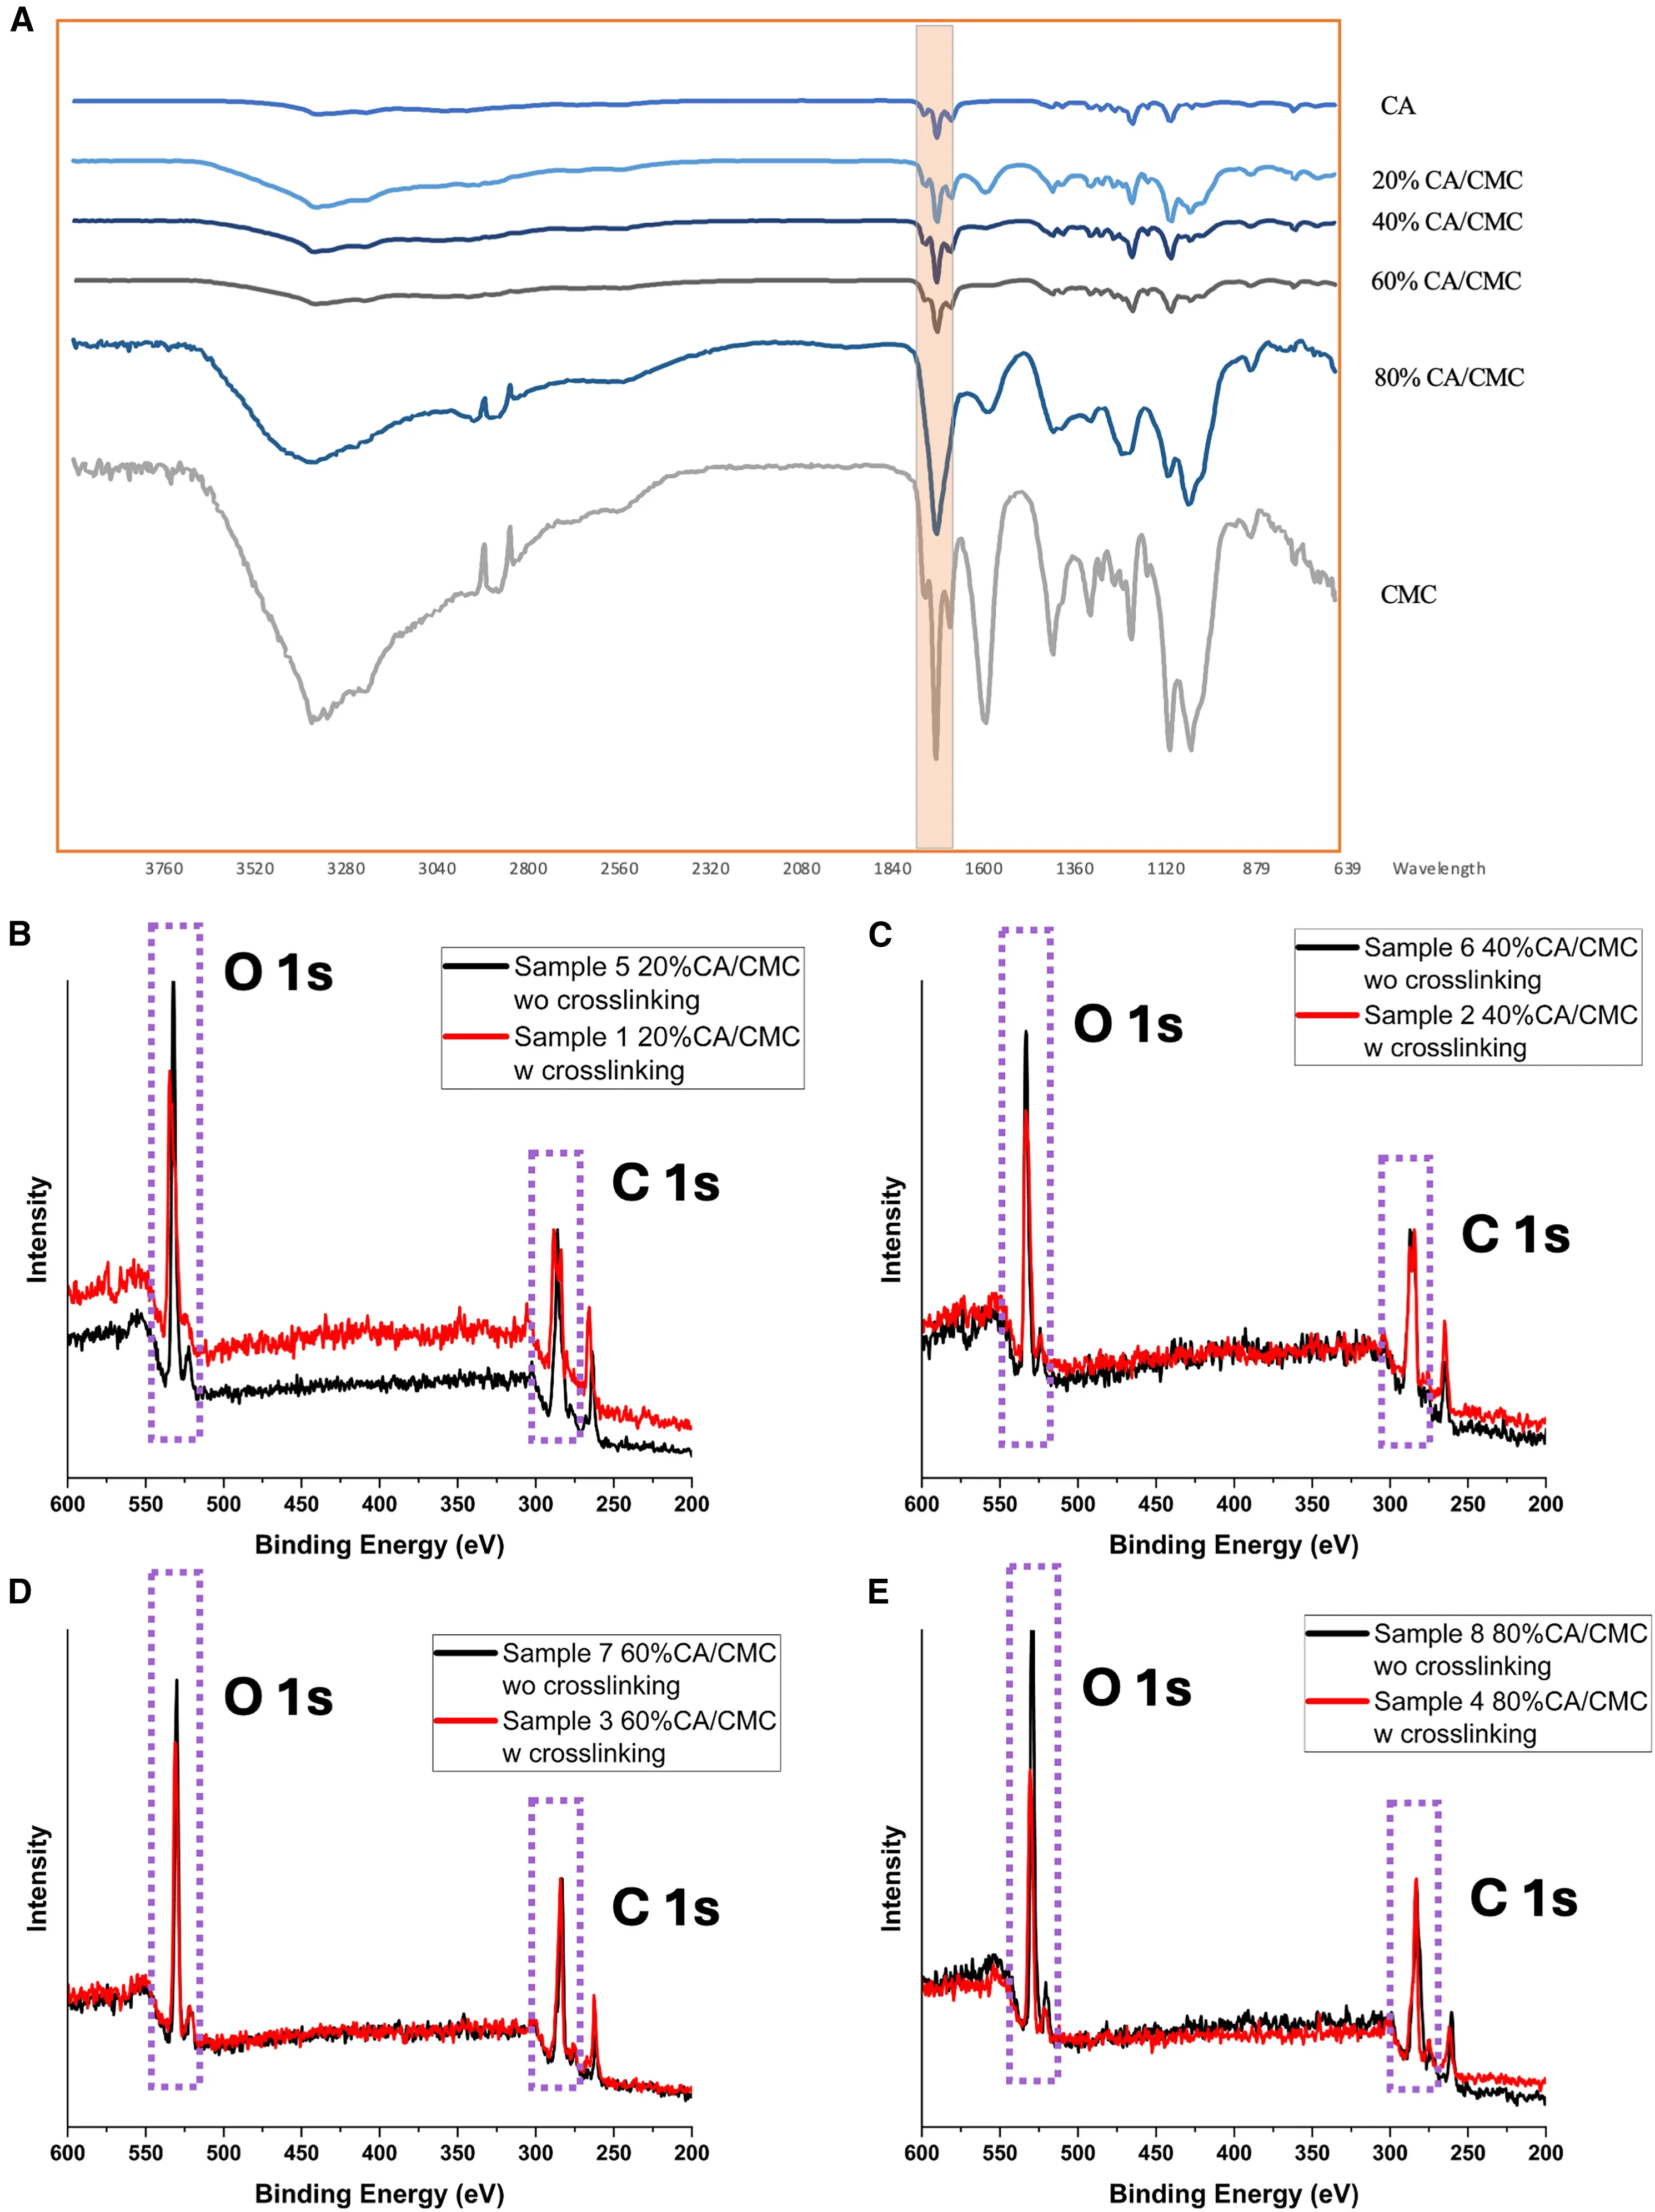 A
CA
20% CA/CMC
40% CA/CMC
60% CA/CMC
80% CA/CMC
CMC
3760 3520 3280 3040 2800 2560 2320 2080 1840 1600 1360 1120 879 639 Wavelength
B
O 1s
C 1s
Sample 5 20%CA/CMC
wo crosslinking
Sample 1 20%CA/CMC
w crosslinking
Intensity
600 550 500 450 400 350 300 250 200
Binding Energy (eV)
C
O 1s
C 1s
Sample 6 40%CA/CMC
wo crosslinking
Sample 2 40%CA/CMC
w crosslinking
Intensity
600 550 500 450 400 350 300 250 200
Binding Energy (eV)
D
O 1s
C 1s
Sample 7 60%CA/CMC
wo crosslinking
Sample 3 60%CA/CMC
w crosslinking
Intensity
600 550 500 450 400 350 300 250 200
Binding Energy (eV)
E
O 1s
C 1s
Sample 8 80%CA/CMC
wo crosslinking
Sample 4 80%CA/CMC
w crosslinking
Intensity
600 550 500 450 400 350 300 250 200
Binding Energy (eV)